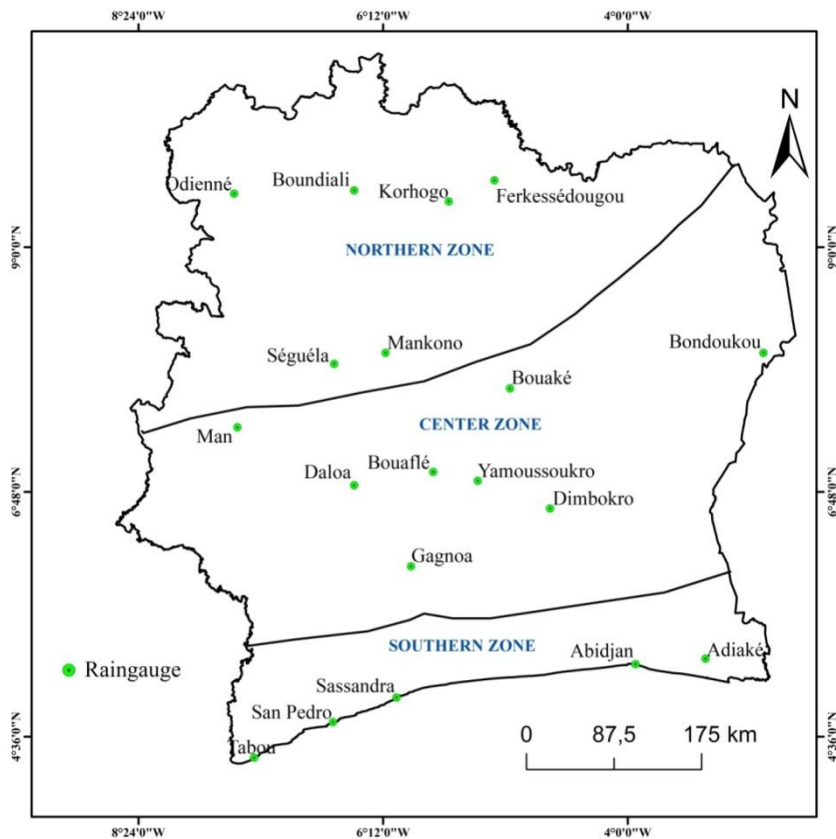 8°24'0"W 6°12'0"W 4°0'0"W
N
Odienné
Boundiali
Korhogo
Ferkessédougou
9°0'0"N 9°0'0"N
NORTHERN ZONE
Mankono
Séguéla
Bondoukou
Bouaké
CENTER ZONE
Man
Bouaflé
Daloa
Yamoussoukro
6°48'0"N 6°48'0"N
Dimbokro
Gagnoa
SOUTHERN ZONE
Abidjan
Adiaké
Raingauge
Sassandra
San Pedro
4°36'0"N 4°36'0"N
Tabou
0 87,5 175 km
8°24'0"W 6°12'0"W 4°0'0"W